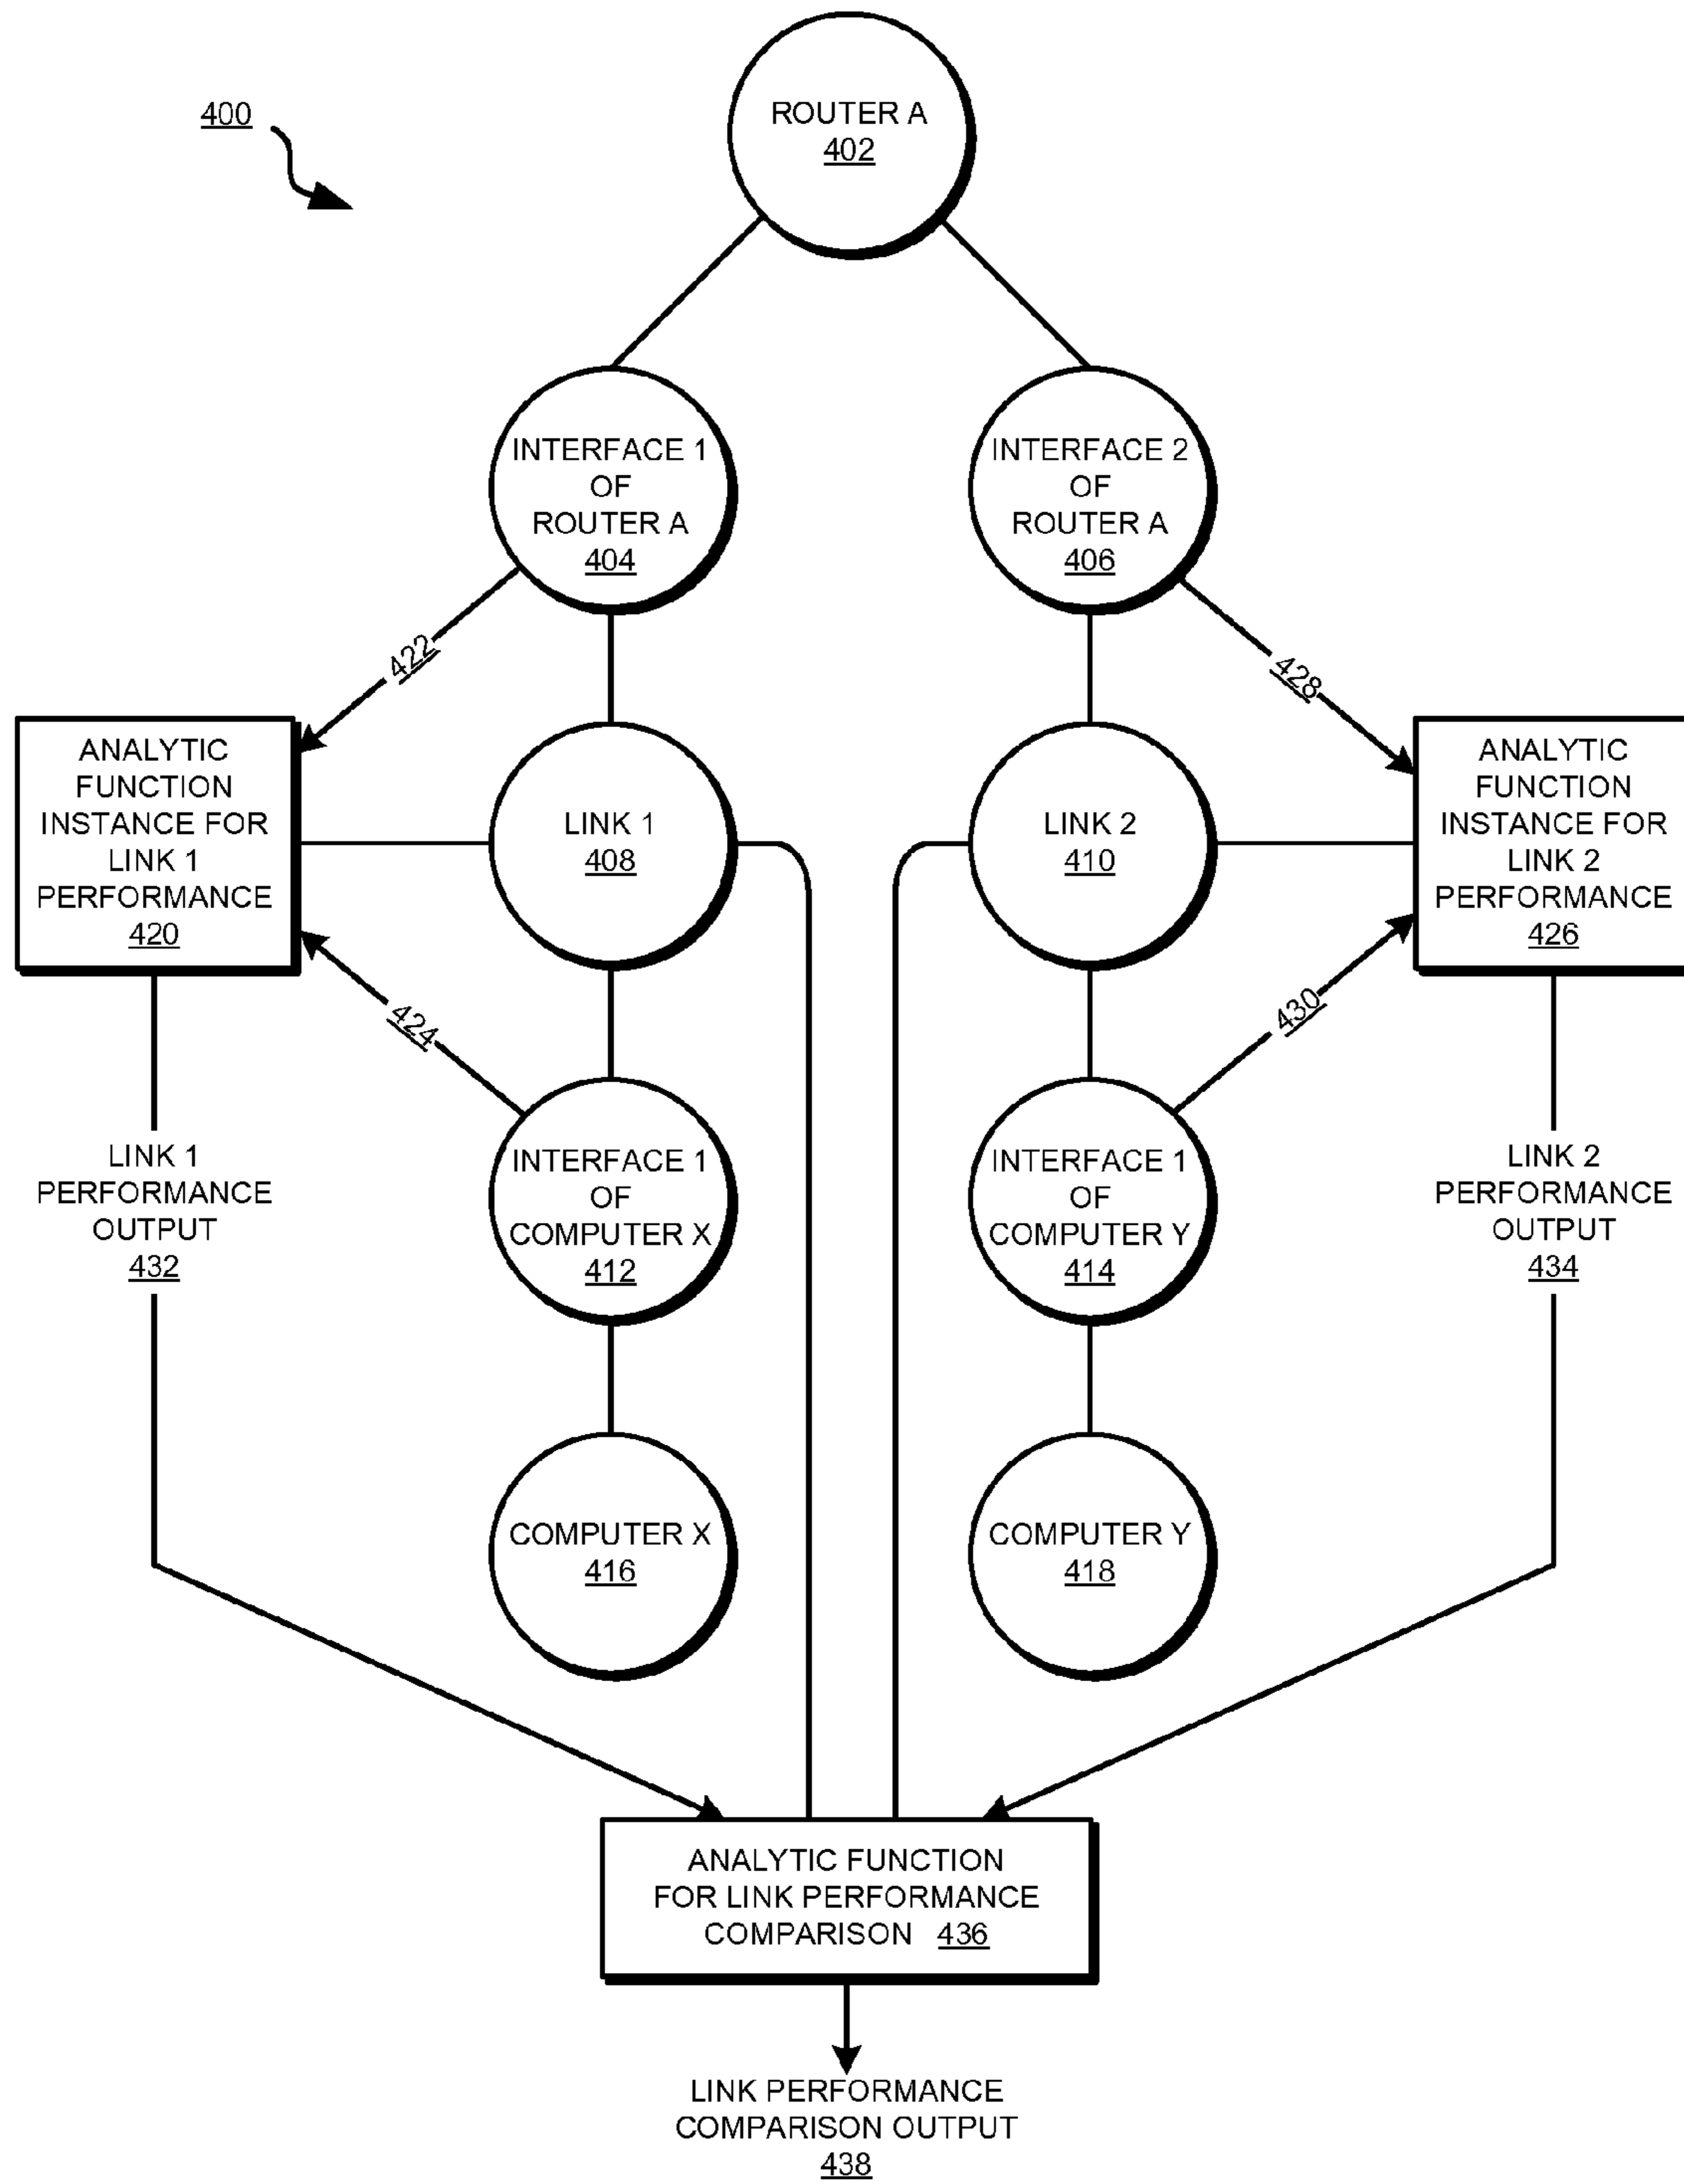 400
ROUTER A
402
INTERFACE 1
OF
ROUTER A
404
INTERFACE 2
OF
ROUTER A
406
422
428
ANALYTIC
FUNCTION
INSTANCE FOR
LINK 1
PERFORMANCE
420
LINK 1
408
LINK 2
410
ANALYTIC
FUNCTION
INSTANCE FOR
LINK 2
PERFORMANCE
426
424
430
LINK 1
PERFORMANCE
OUTPUT
432
INTERFACE 1
OF
COMPUTER X
412
INTERFACE 1
OF
COMPUTER Y
414
LINK 2
PERFORMANCE
OUTPUT
434
COMPUTER X
416
COMPUTER Y
418
ANALYTIC FUNCTION
FOR LINK PERFORMANCE
COMPARISON 436
LINK PERFORMANCE
COMPARISON OUTPUT
438